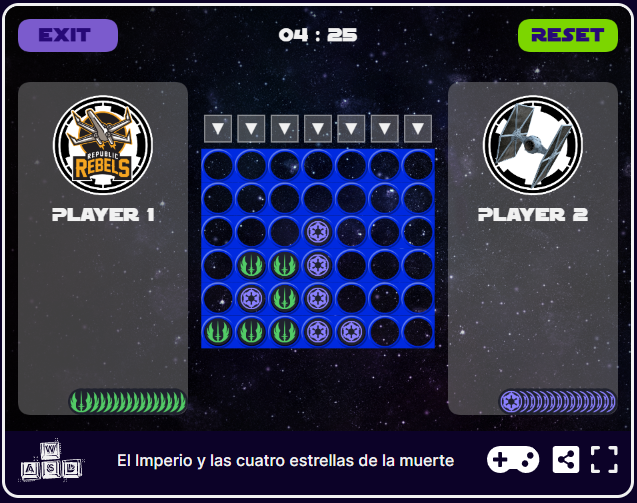 EXIT
04 : 25
RESET
REPUBLIC
REBELS
PLAYER 1
PLAYER 2
W
A S D
El Imperio y las cuatro estrellas de la muerte